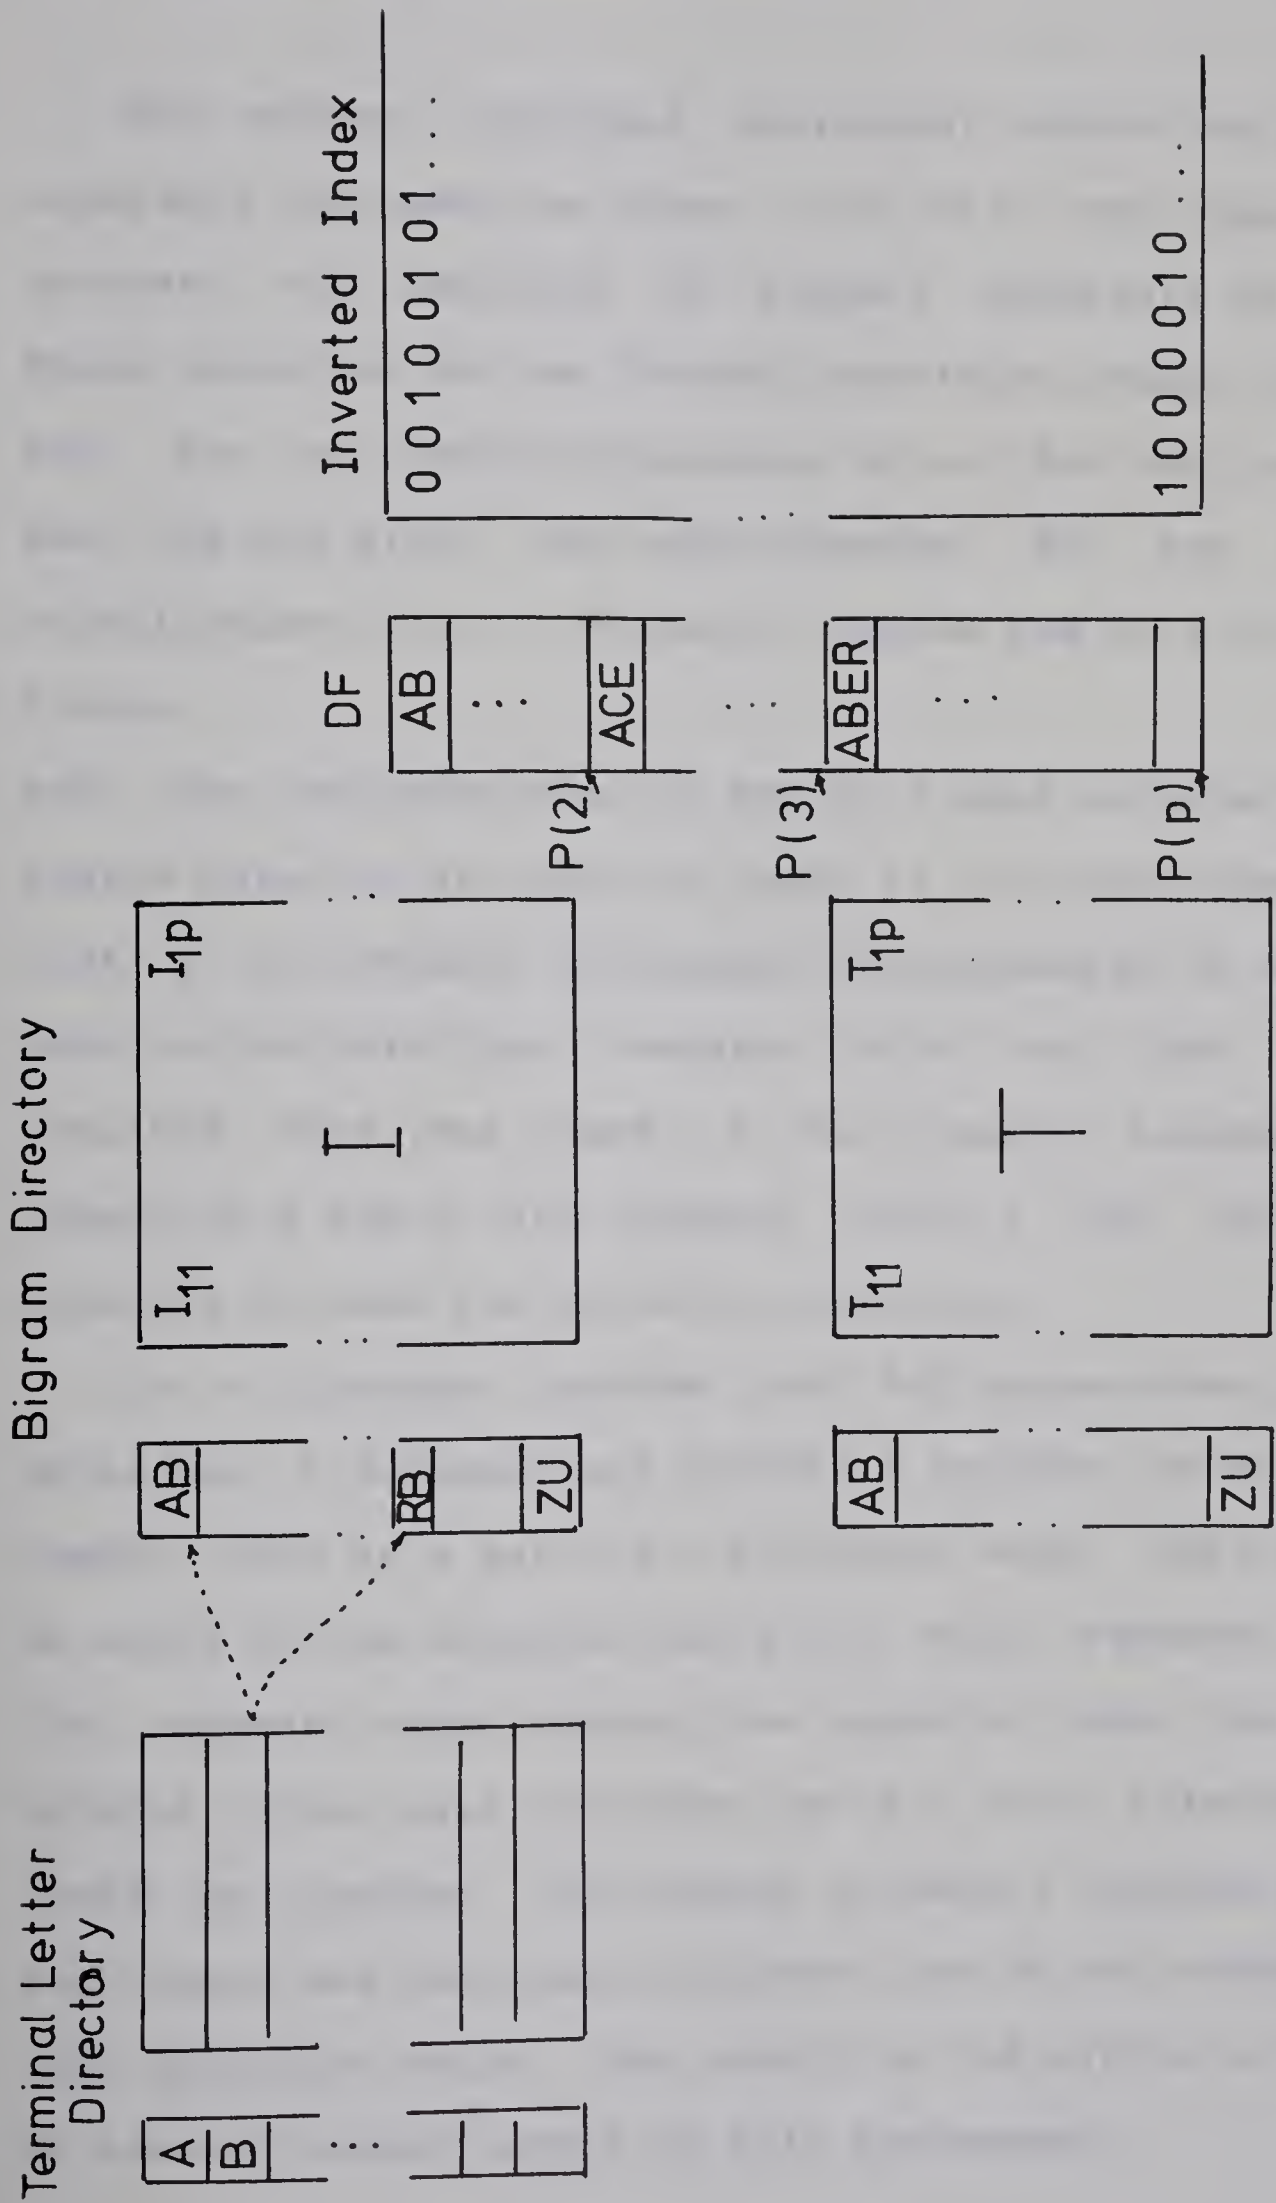 Terminal Letter
Directory
A
B
...
Bigram Directory
AB
...
RB
ZU
I11 I1p
I
...
AB
...
ZU
T11 T1p
T
...
DF
AB
...
P(2) ACE
...
P(3) ABER
...
P(p)
Inverted Index
0 0 1 0 0 1 0 1 ...
...
1 0 0 0 0 1 0 ...